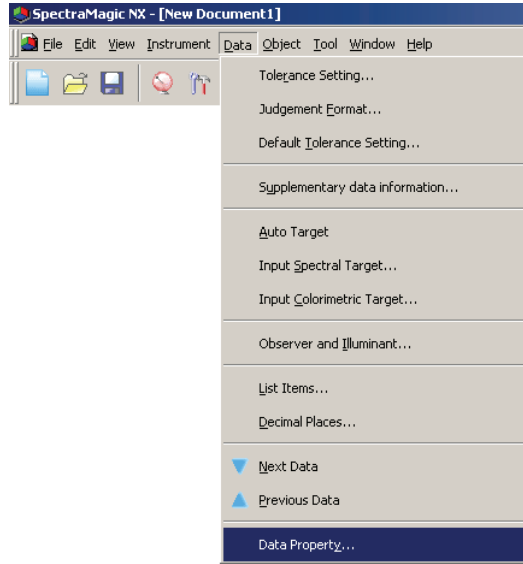 SpectraMagic NX - [New Document1]
File Edit View Instrument Data Object Tool Window Help
Tolerance Setting...
Judgement Format...
Default Tolerance Setting...
Supplementary data information...
Auto Target
Input Spectral Target...
Input Colorimetric Target...
Observer and Illuminant...
List Items...
Decimal Places...
Next Data
Previous Data
Data Property...